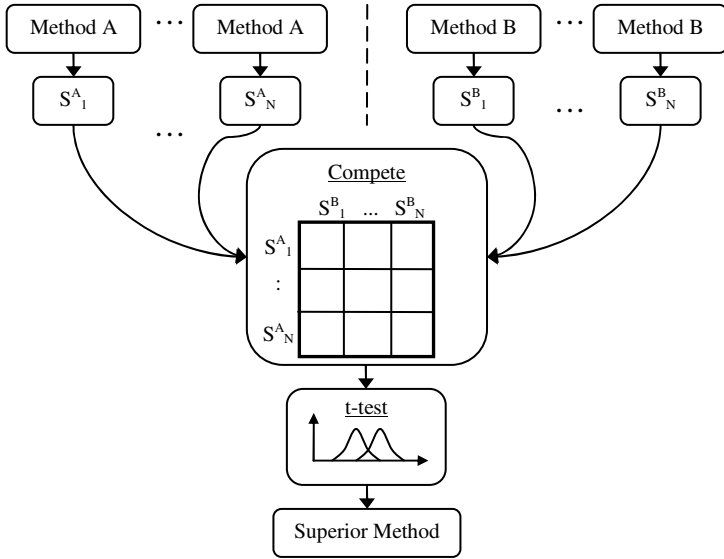 Method A ... Method A Method B ... Method B
S^A_1 S^A_N S^B_1 ... S^B_N
...
Compete
S^B_1 ... S^B_N
S^A_1
:
S^A_N
t-test
Superior Method